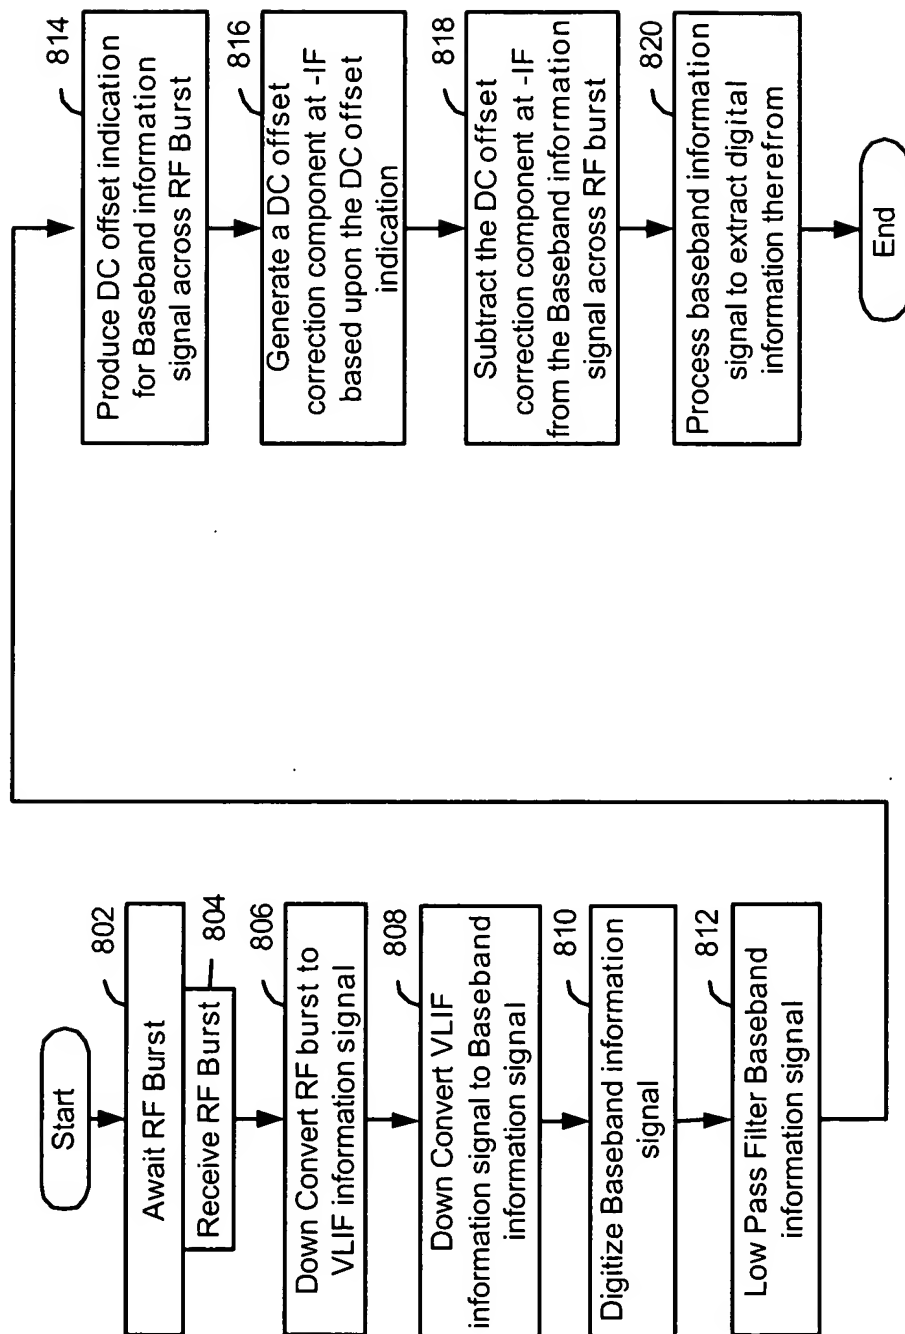 Start
802
Await RF Burst
804
Receive RF Burst
806
Down Convert RF burst to
VLIF information signal
808
Down Convert VLIF
information signal to Baseband
information signal
810
Digitize Baseband information
signal
812
Low Pass Filter Baseband
information signal
814
Produce DC offset indication
for Baseband information
signal across RF Burst
816
Generate a DC offset
correction component at -IF
based upon the DC offset
indication
818
Subtract the DC offset
correction component at -IF
from the Baseband information
signal across RF burst
820
Process baseband information
signal to extract digital
information therefrom
End